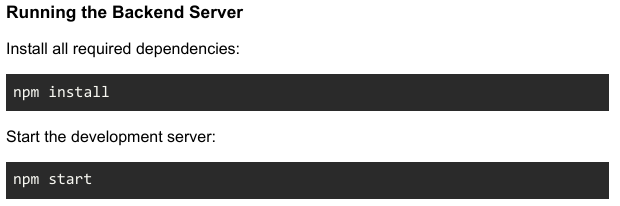 Running the Backend Server
Install all required dependencies:
npm install
Start the development server:
npm start